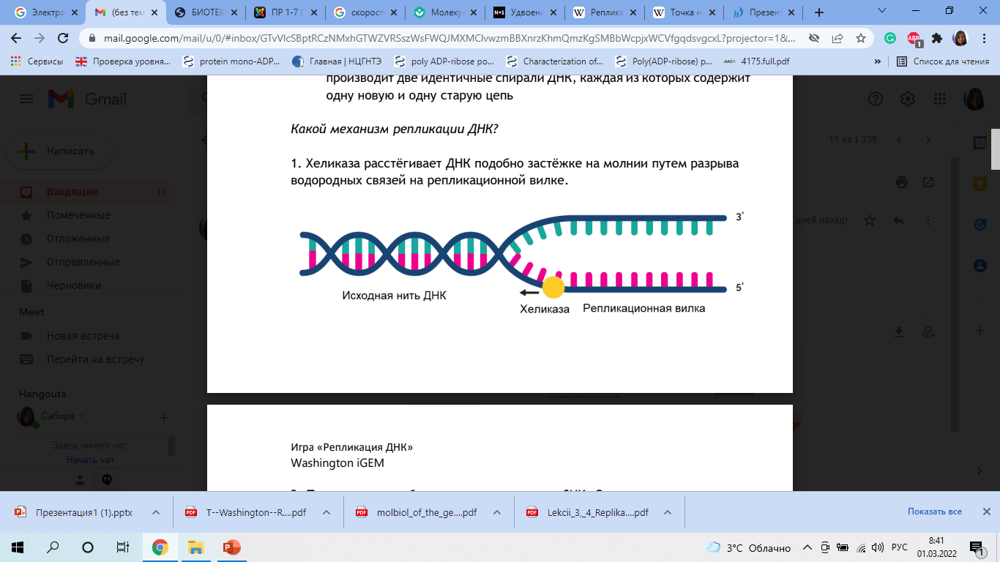 Электро
(без тем
БИОТЕХ
ПР 1-7 (
скорост
Молеку
Удвоени
Реплика
Точка н
Презент
mail.google.com/mail/u/0/#inbox/GTvVlcSBptRCzNMxhGTWZVRSszWsFWQJMXMClvwzmBBXnrzKhmQmzKgSMBbWcpjxWCVfgqdsvgcxL?projector=1&...
Сервисы
Проверка уровня...
protein mono-ADP...
Главная | НЦГНТЭ
poly ADP-ribose po...
Characterization of...
Poly(ADP-ribose) p...
4175.full.pdf
»
Список для чтения
производит две идентичные спирали ДНК, каждая из которых содержит
одну новую и одну старую цепь
Gmail
Какой механизм репликации ДНК?
11 из 1 338
Написать
1. Хеликаза расстёгивает ДНК подобно застёжке на молнии путем разрыва
водородных связей на репликационной вилке.
Входящие
11
Помеченные
дней назад)
Отложенные
Отправленные
Черновики
3'
5'
Исходная нить ДНК
Хеликаза
Репликационная вилка
Meet
Новая встреча
Перейти на встречу
Hangouts
Сабира
Здесь ничего нет
Начать чат
Игра «Репликация ДНК»
Washington iGEM
Презентация1 (1).pptx
T--Washington--R....pdf
molbiol_of_the_ge....pdf
Lekcii_3,_4_Replika....pdf
Показать все
3°C Облачно
РУС
8:41
01.03.2022
1